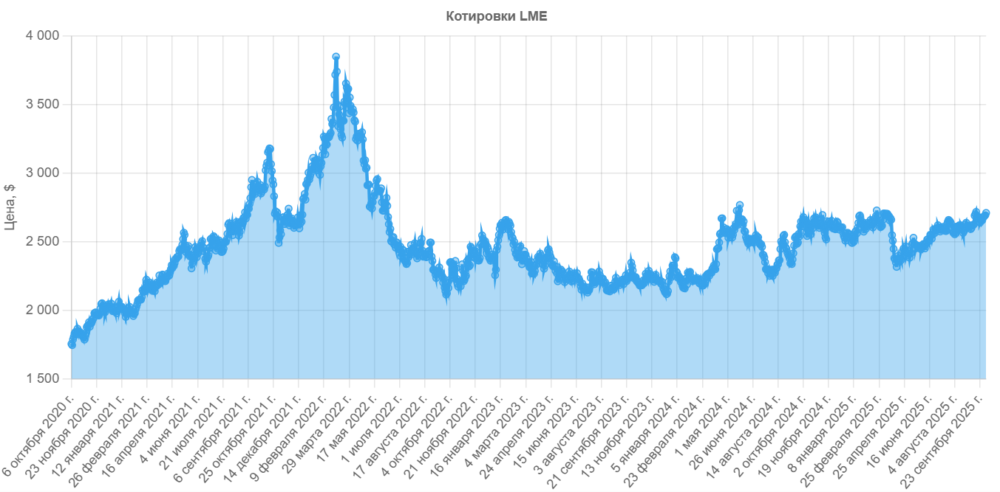 Котировки LME
4 000
3 500
3 000
2 500
2 000
1 500
Цена, $
6 октября 2020 г.
23 ноября 2020 г.
12 января 2021 г.
26 февраля 2021 г.
16 апреля 2021 г.
4 июня 2021 г.
21 июля 2021 г.
6 сентября 2021 г.
25 октября 2021 г.
14 декабря 2021 г.
9 февраля 2022 г.
29 марта 2022 г.
17 мая 2022 г.
1 июля 2022 г.
17 августа 2022 г.
4 октября 2022 г.
21 ноября 2022 г.
16 января 2023 г.
4 марта 2023 г.
24 апреля 2023 г.
15 июня 2023 г.
3 августа 2023 г.
21 сентября 2023 г.
13 ноября 2023 г.
5 января 2024 г.
23 февраля 2024 г.
1 мая 2024 г.
26 июня 2024 г.
14 августа 2024 г.
2 октября 2024 г.
19 ноября 2024 г.
8 января 2025 г.
25 февраля 2025 г.
25 апреля 2025 г.
16 июня 2025 г.
4 августа 2025 г.
23 сентября 2025 г.